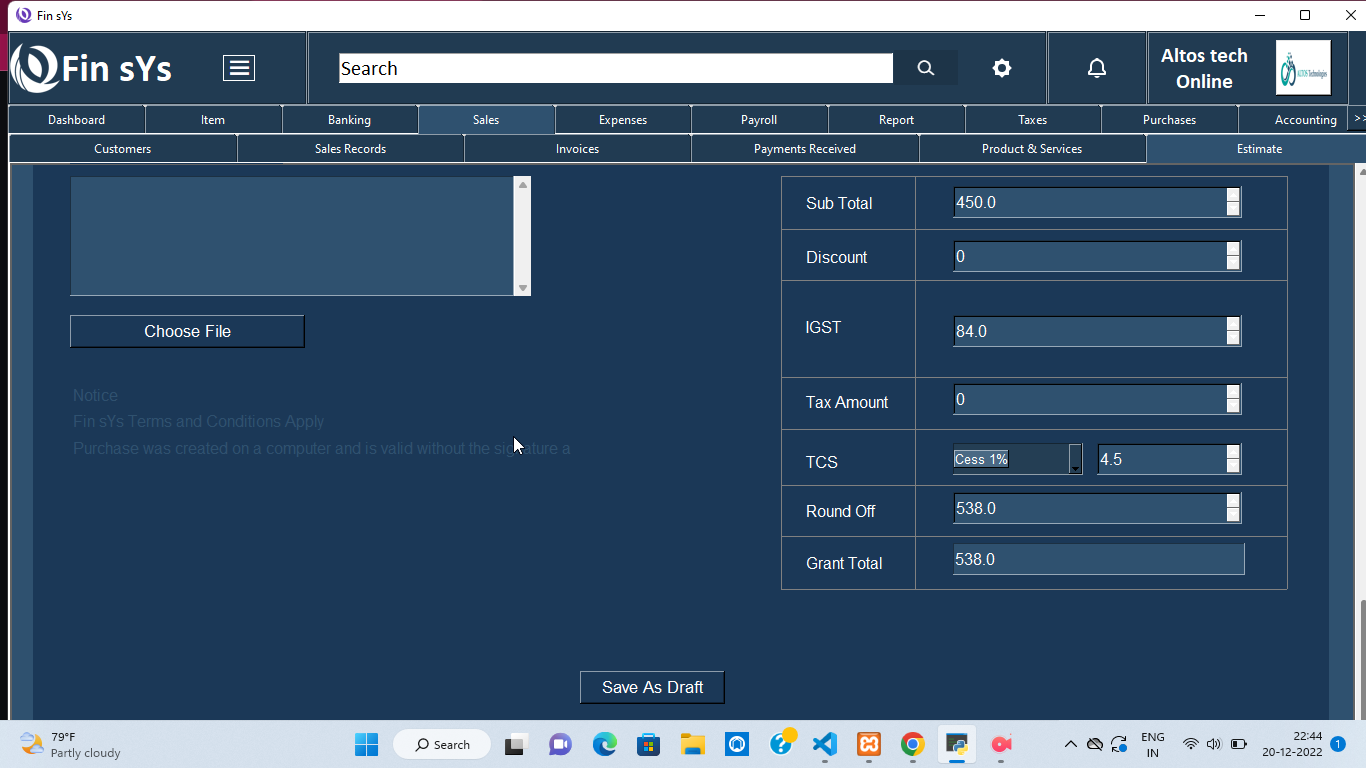 Fin sYs
Fin sYs
Search
Altos tech
Online
ALTOS Technologies
Dashboard Item Banking Sales Expenses Payroll Report Taxes Purchases Accounting >>
Customers Sales Records Invoices Payments Received Product & Services Estimate
Sub Total 450.0
Discount 0
Choose File
IGST 84.0
Notice
Tax Amount 0
Fin sYs Terms and Conditions Apply
Purchase was created on a computer and is valid without the signature a
TCS Cess 1% 4.5
Round Off 538.0
Grant Total 538.0
Save As Draft
79°F
Partly cloudy
Search
ENG
IN
22:44
20-12-2022
1